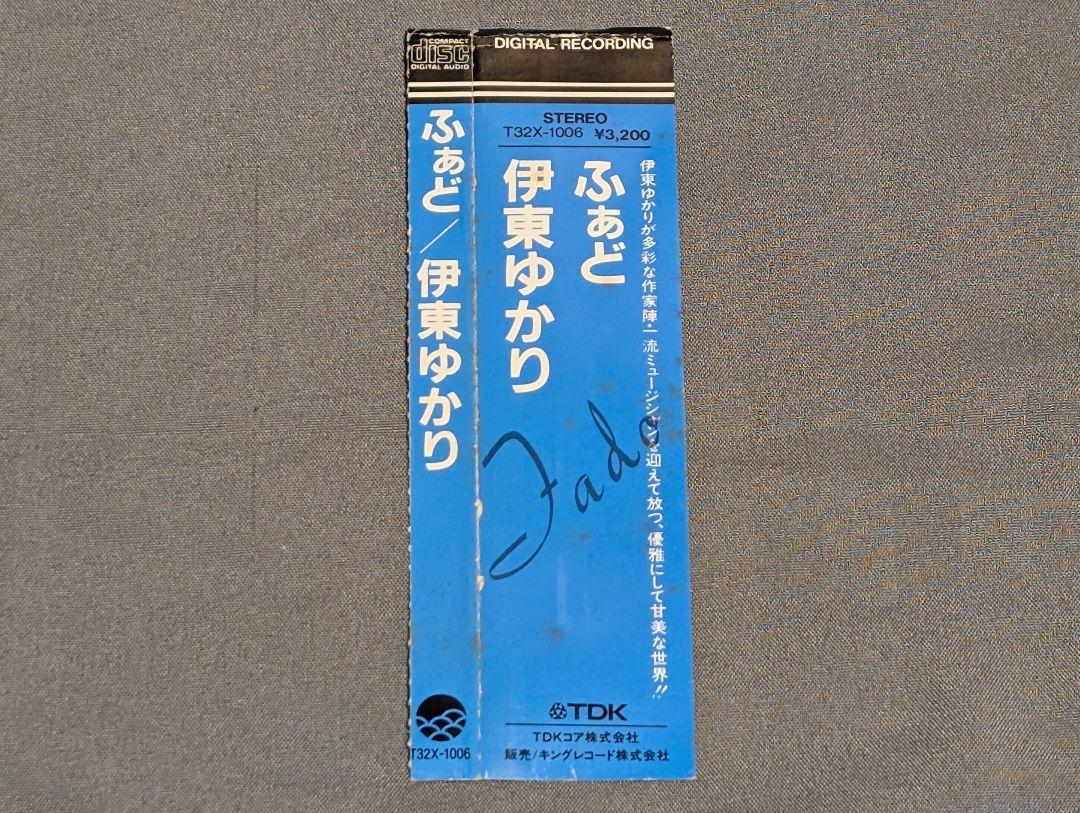 COMPACT
disc
DIGITAL AUDIO
ふぁど／伊東ゆかり
T32X-1006
DIGITAL RECORDING
STEREO
T32X-1006 ¥3,200
伊東ゆかりが多彩な作家陣・一流ミュージシャンを迎えて放つ、優雅にして甘美な世界!!
ふぁど
伊東ゆかり
Fado
TDK
TDKコア株式会社
販売/キングレコード株式会社